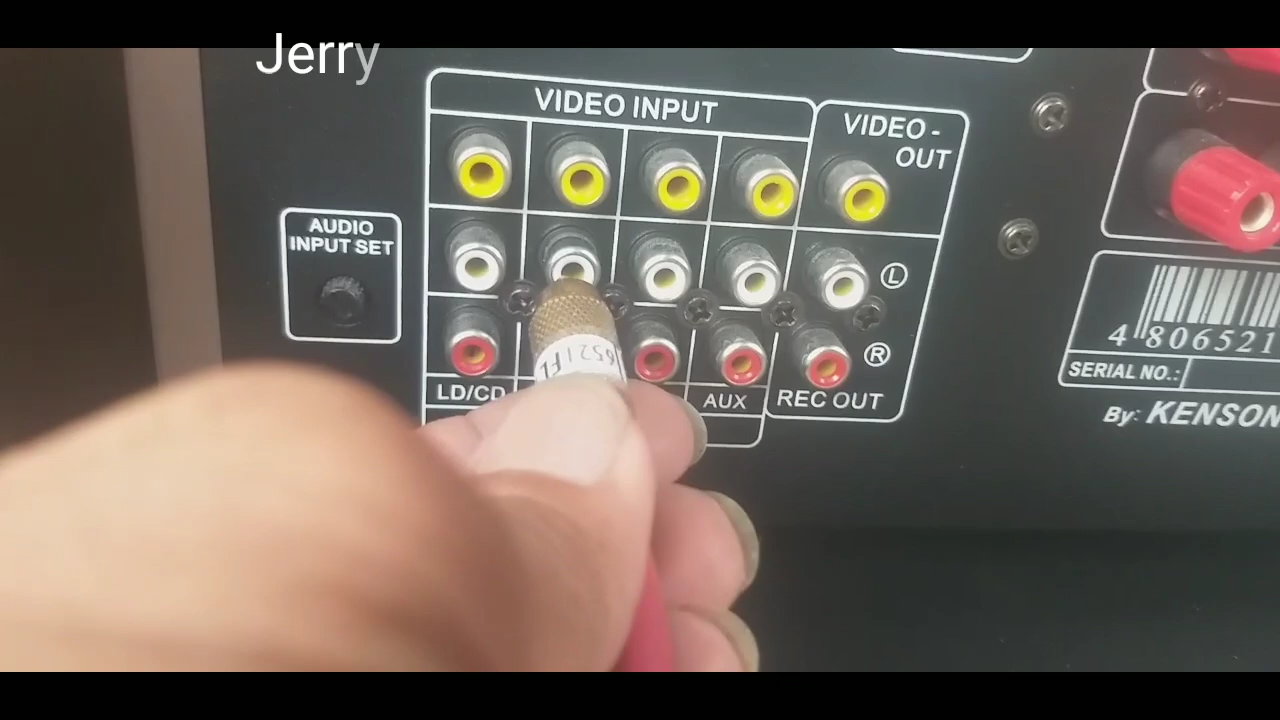 Jerry
VIDEO INPUT
VIDEO -
OUT
AUDIO
INPUT SET
L
R
4 806521
SERIAL NO.:
6521FL
LD/CD
AUX
REC OUT
By: KENSON